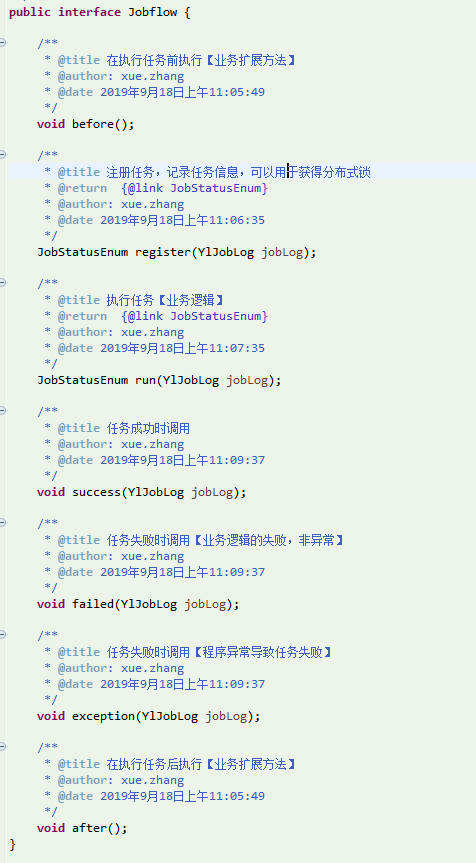 public interface Jobflow {
/**
* @title 在执行任务前执行【业务扩展方法】
* @author: xue.zhang
* @date 2019年9月18日上午11:05:49
*/
void before();
/**
* @title 注册任务，记录任务信息，可以用于获得分布式锁
* @return  {@link JobStatusEnum}
* @author: xue.zhang
* @date 2019年9月18日上午11:06:35
*/
JobStatusEnum register(YlJobLog jobLog);
/**
* @title 执行任务【业务逻辑】
* @return  {@link JobStatusEnum}
* @author: xue.zhang
* @date 2019年9月18日上午11:07:35
*/
JobStatusEnum run(YlJobLog jobLog);
/**
* @title 任务成功时调用
* @author: xue.zhang
* @date 2019年9月18日上午11:09:37
*/
void success(YlJobLog jobLog);
/**
* @title 任务失败时调用【业务逻辑的失败，非异常】
* @author: xue.zhang
* @date 2019年9月18日上午11:09:37
*/
void failed(YlJobLog jobLog);
/**
* @title 任务失败时调用【程序异常导致任务失败】
* @author: xue.zhang
* @date 2019年9月18日上午11:09:37
*/
void exception(YlJobLog jobLog);
/**
* @title 在执行任务后执行【业务扩展方法】
* @author: xue.zhang
* @date 2019年9月18日上午11:05:49
*/
void after();
}